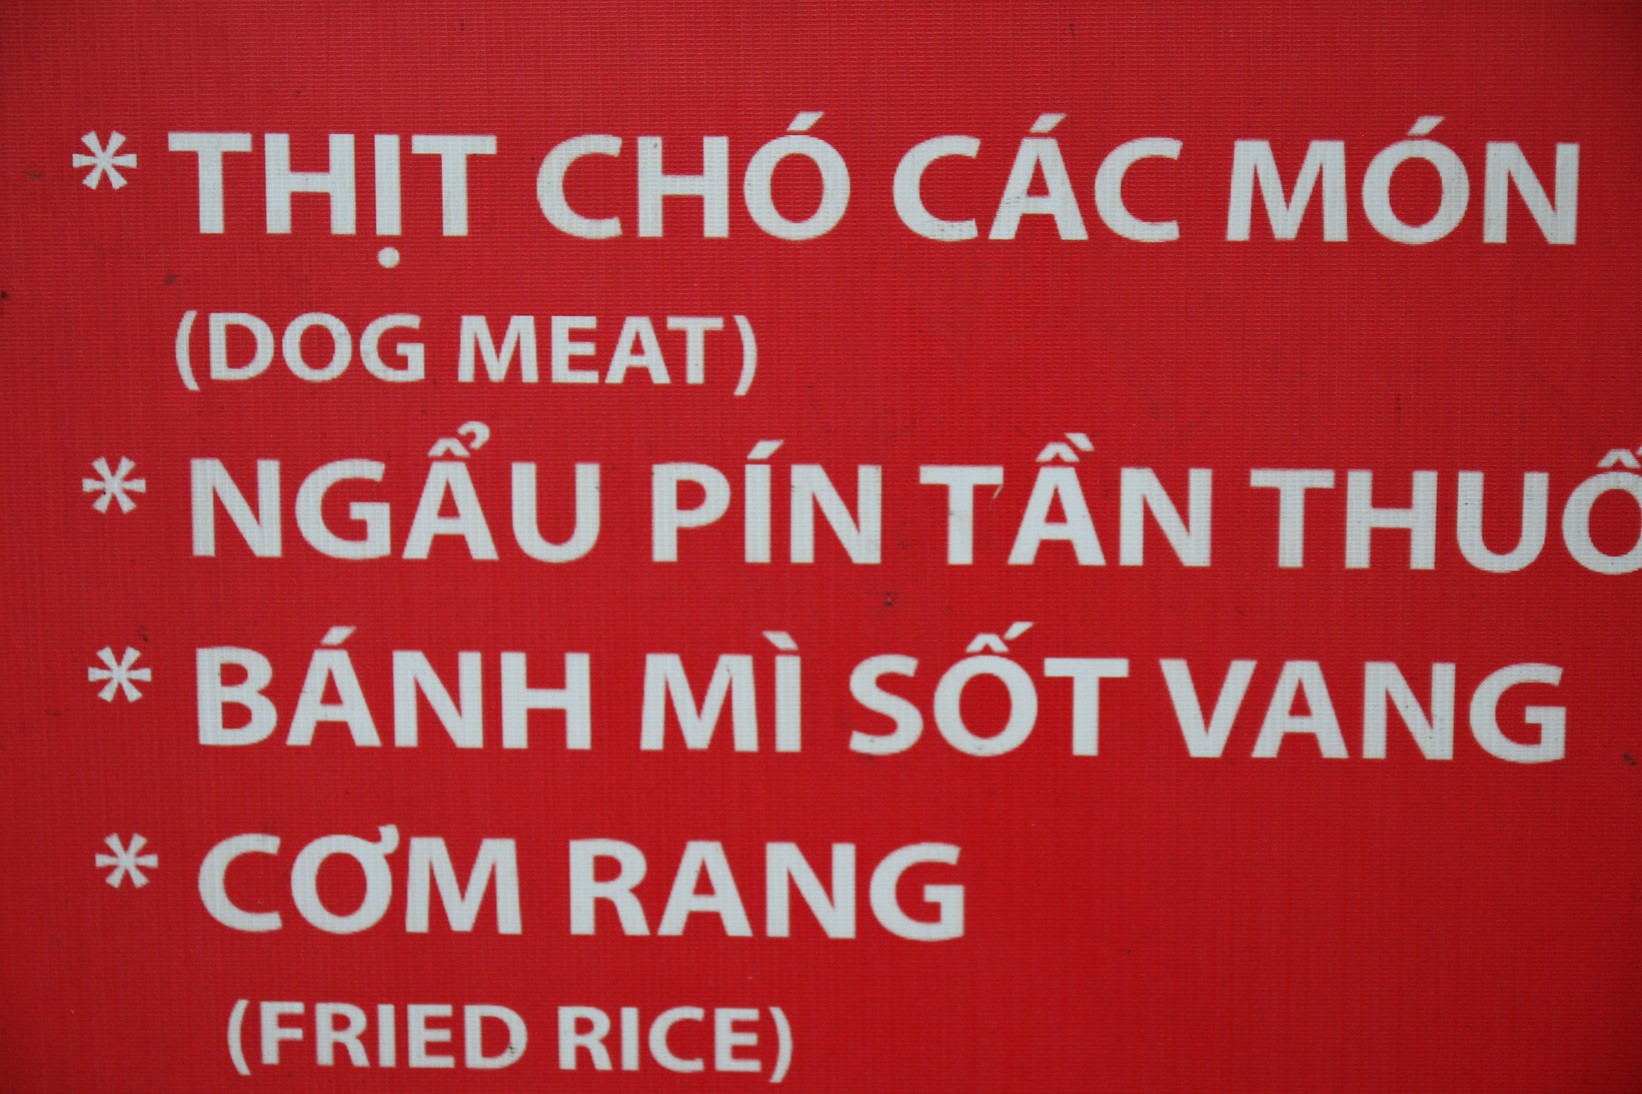 * THỊT CHÓ CÁC MÓN
(DOG MEAT)
* NGẨU PÍN TẦN
* BÁNH MÌ SỐT VANG
* CƠM RANG
(FRIED RICE)